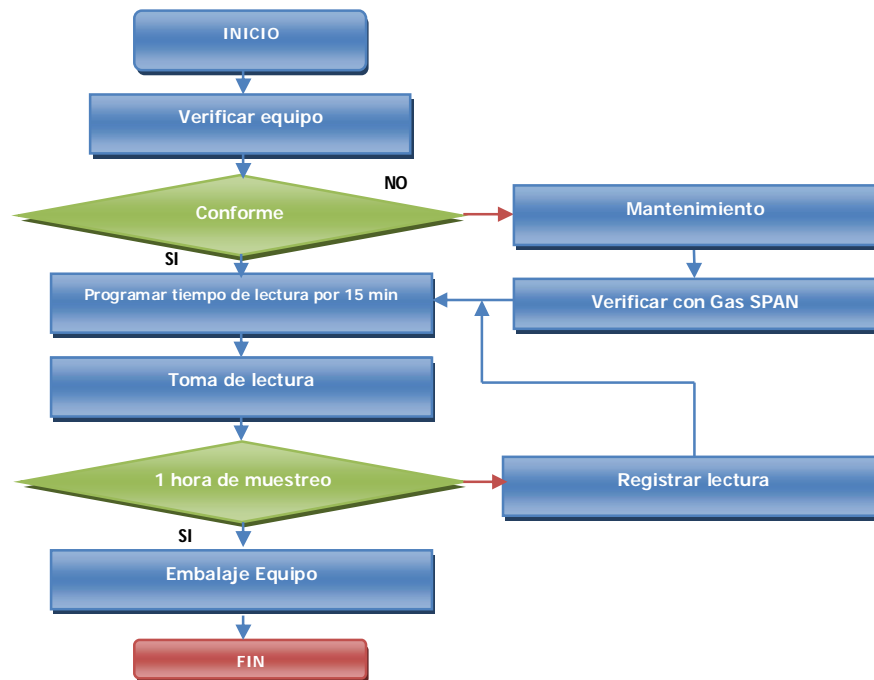 INICIO
Verificar equipo
NO
Conforme
Mantenimiento
SI
Programar tiempo de lectura por 15 min
Verificar con Gas SPAN
Toma de lectura
1 hora de muestreo
Registrar lectura
SI
Embalaje Equipo
FIN